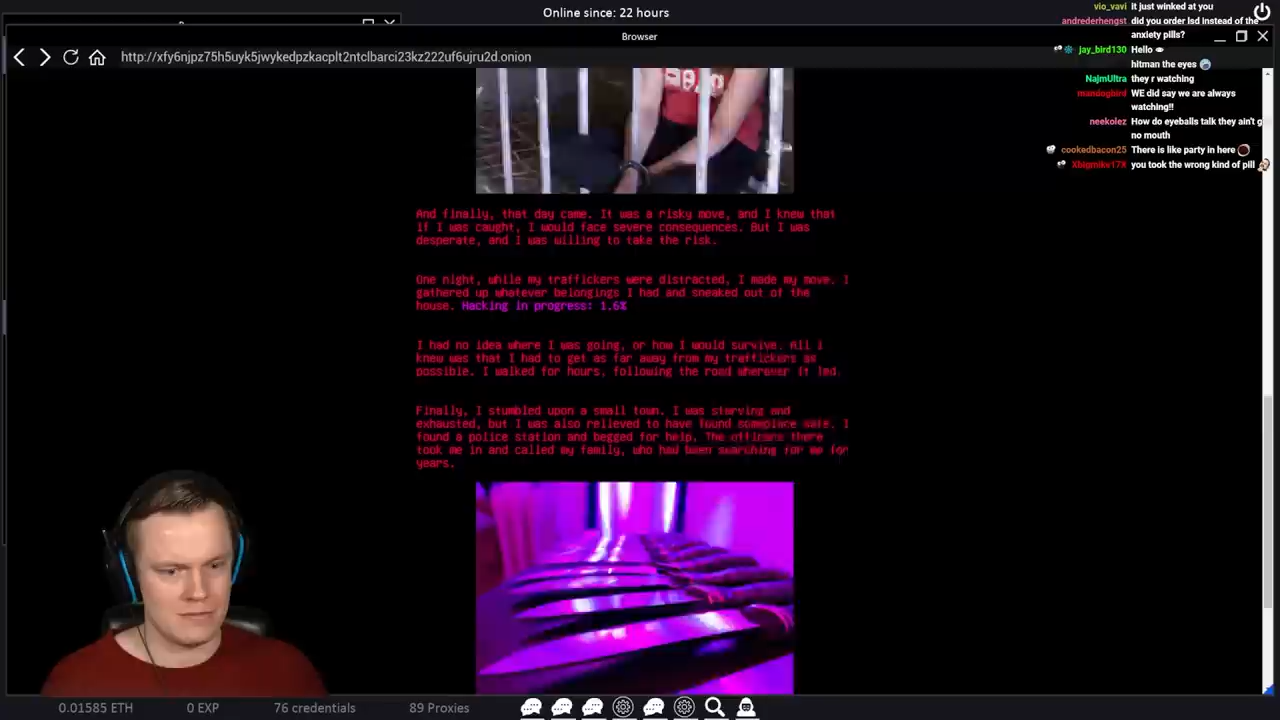 Online since: 22 hours
Browser
http://xfy6njpz75h5uyk5jwykedpzkacplt2ntclbarci23kz222uf6ujru2d.onion
vio_vavi It just winked at you
andrederhengst did you order lsd instead of the
anxiety pills?
jay_bird130 Hello
hitman the eyes
NajmUltra they r watching
mandogbird WE did say we are always
watching!!
neekolez How do eyeballs talk they ain't g
no mouth
cookedbacon25 There is like party in here
Xbigmikv17X you took the wrong kind of pill
And finally, that day came. It was a risky move, and I knew that
if I was caught, I would face severe consequences. But I was
desperate, and I was willing to take the risk.
One night, while my traffickers were distracted, I made my move. I
gathered up whatever belongings I had and sneaked out of the
house. Hacking in progress: 1.6%
I had no idea where I was going, or how I would survive. All I
knew was that I had to get as far away from my traffickers as
possible. I walked for hours, following the road wherever it led.
Finally, I stumbled upon a small town. I was starving and
exhausted, but I was also relieved to have found someplace safe. I
found a police station and begged for help. The officers there
took me in and called my family, who had been searching for me for
years.
0.01585 ETH
0 EXP
76 credentials
89 Proxies